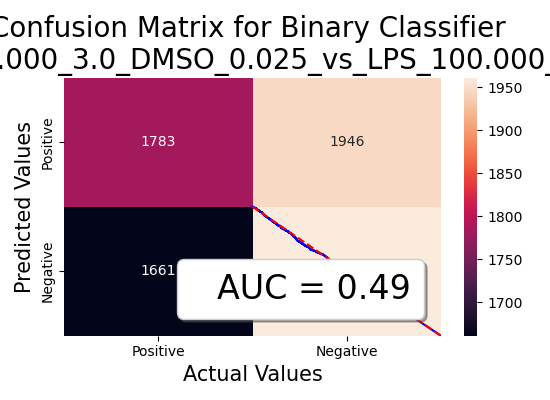 Confusion Matrix for Binary Classifier
.000_3.0_DMSO_0.025_vs_LPS_100.000_
Predicted Values
Positive
Negative
1783
1946
1661
AUC = 0.49
Positive
Negative
Actual Values
1950
1900
1850
1800
1750
1700